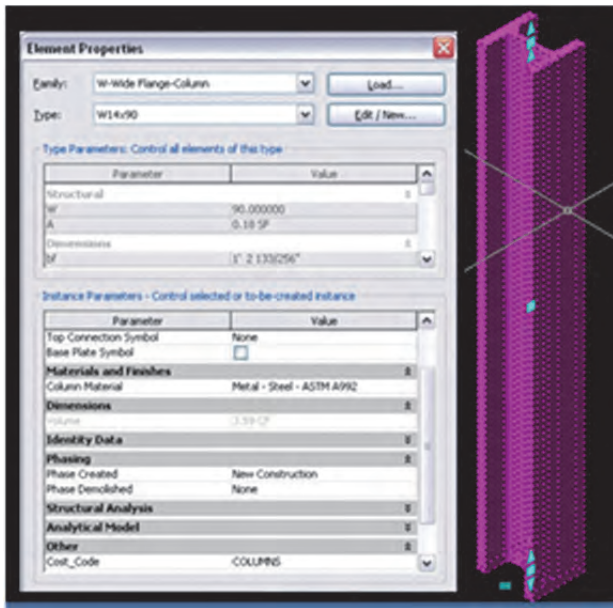 Element Properties
Family: W-Wide Flange-Column Load...
Type: W14x90 Edit / New...
Type Parameters: Control all elements of this type
Parameter Value
Structural
W 90.000000
A 0.18 SF
Dimensions
bf 1' 2 133/256"
Instance Parameters - Control selected or to-be-created instance
Parameter Value
Top Connection Symbol None
Base Plate Symbol
Materials and Finishes
Column Material Metal - Steel - ASTM A992
Dimensions
Volume 3.59 CF
Identity Data
Phasing
Phase Created New Construction
Phase Demolished None
Structural Analysis
Analytical Model
Other
Cost_Code COLUMNS